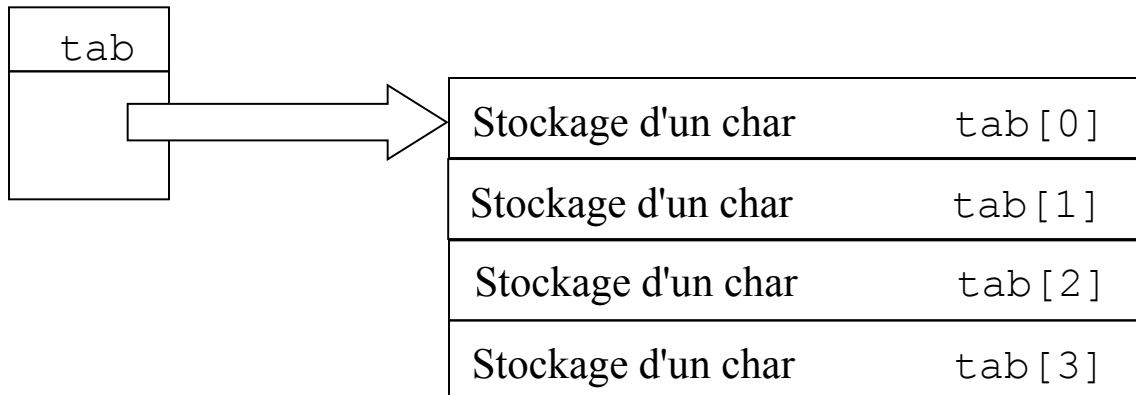 tab
Stockage d'un char tab[0]
Stockage d'un char tab[1]
Stockage d'un char tab[2]
Stockage d'un char tab[3]